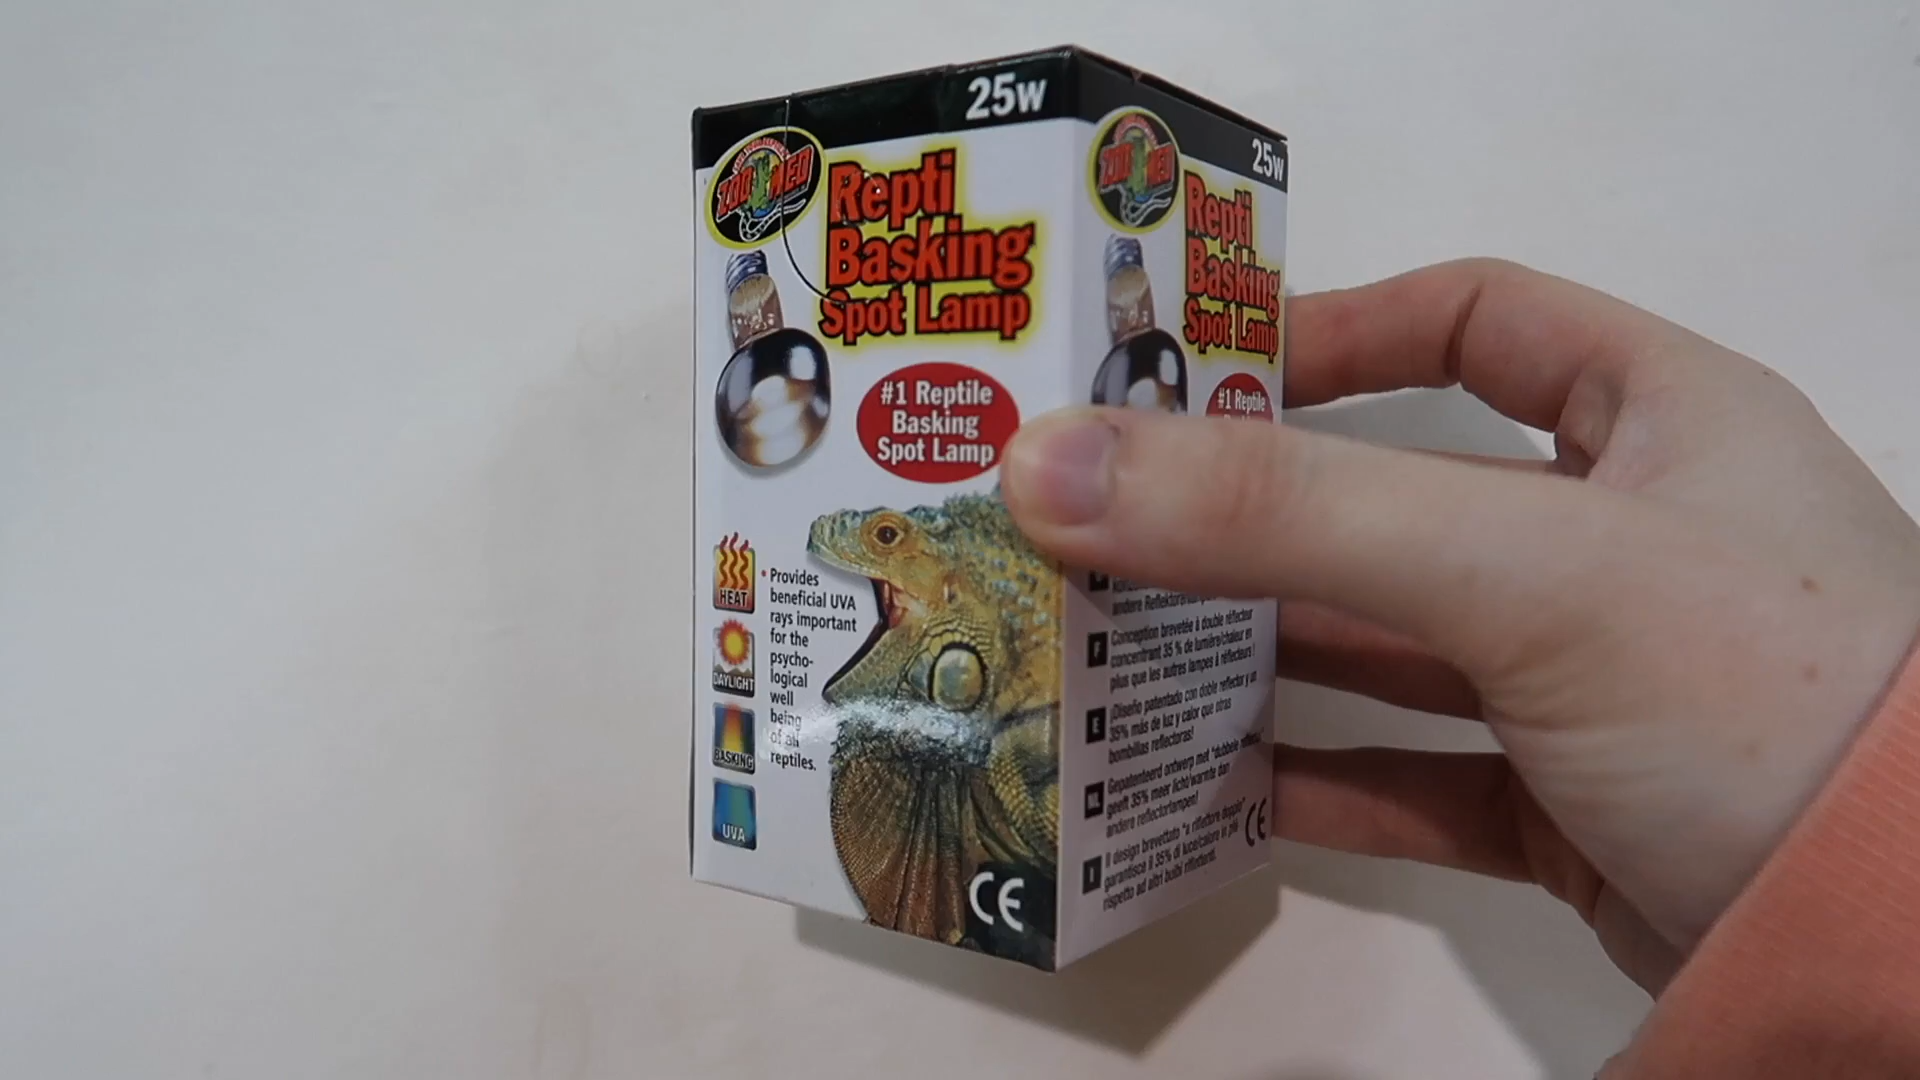 25W
ZOO MED
Repti
Basking
Spot Lamp
#1 Reptile
Basking
Spot Lamp
HEAT
DAYLIGHT
BASKING
UVA
• Provides
beneficial UVA
rays important
for the
psycho-
logical
well
being
of all
reptiles.
CE
25W
ZOO MED
Repti
Basking
Spot Lamp
#1 Reptile
andere
F Conception brevetée à double réflecteur
concentrant 35 % de lumière/chaleur en
plus que les autres lampes à réflecteurs !
E ¡Diseño patentado con doble reflector y un
35% más de luz y calor que otras
bombillas reflectoras!
NL Gepatenteerd ontwerp met "dubbele
geeft 35% meer licht/warmte dan
andere reflectorlampen!
I Il design brevettato "a riflettore doppio"
garantisce il 35% di luce/calore in più
rispetto ad altri bulbi riflettenti.
CE